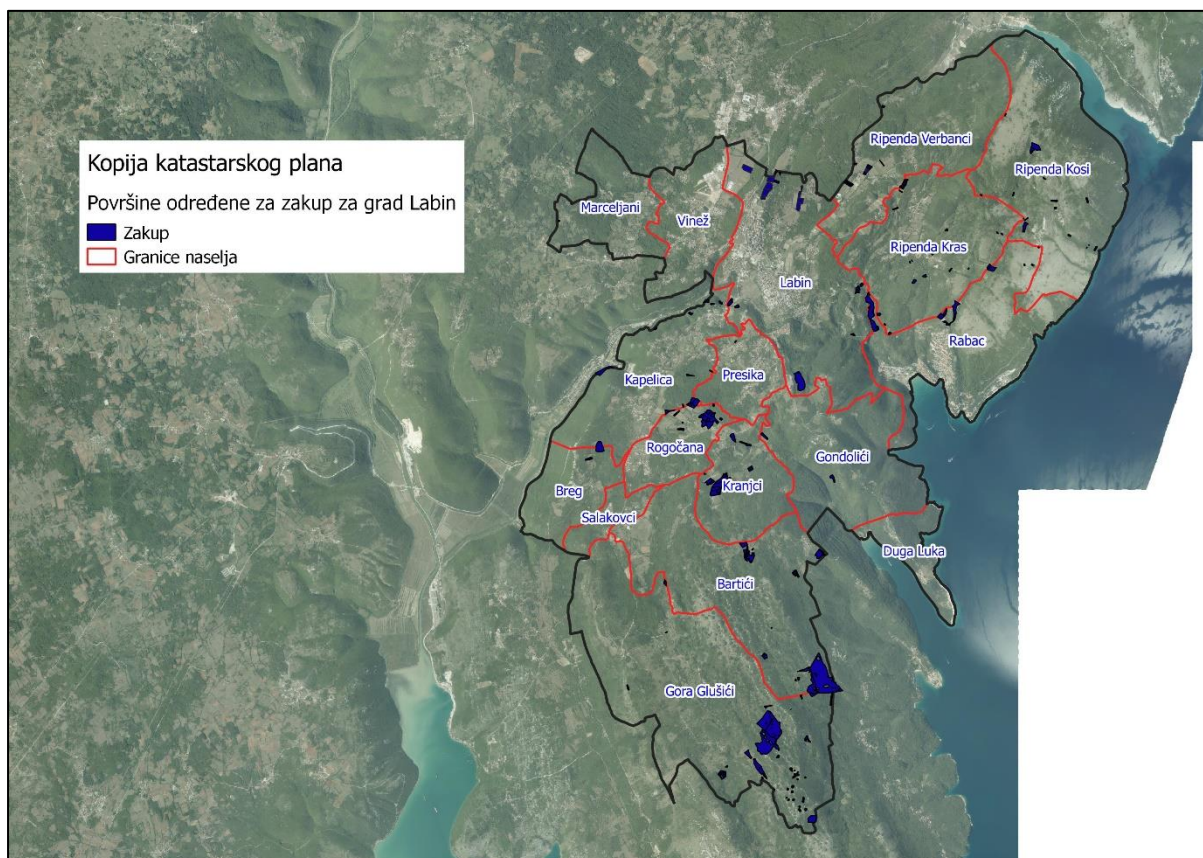 Kopija katastarskog plana
Površine određene za zakup za grad Labin
Zakup
Granice naselja
Ripenda Verbanci
Ripenda Kosi
Marceljani
Vinež
Ripenda Kras
Labin
Rabac
Kapelica
Presika
Rogočana
Gondolići
Kranjci
Breg
Salakovci
Duga Luka
Bartići
Gora Glušići